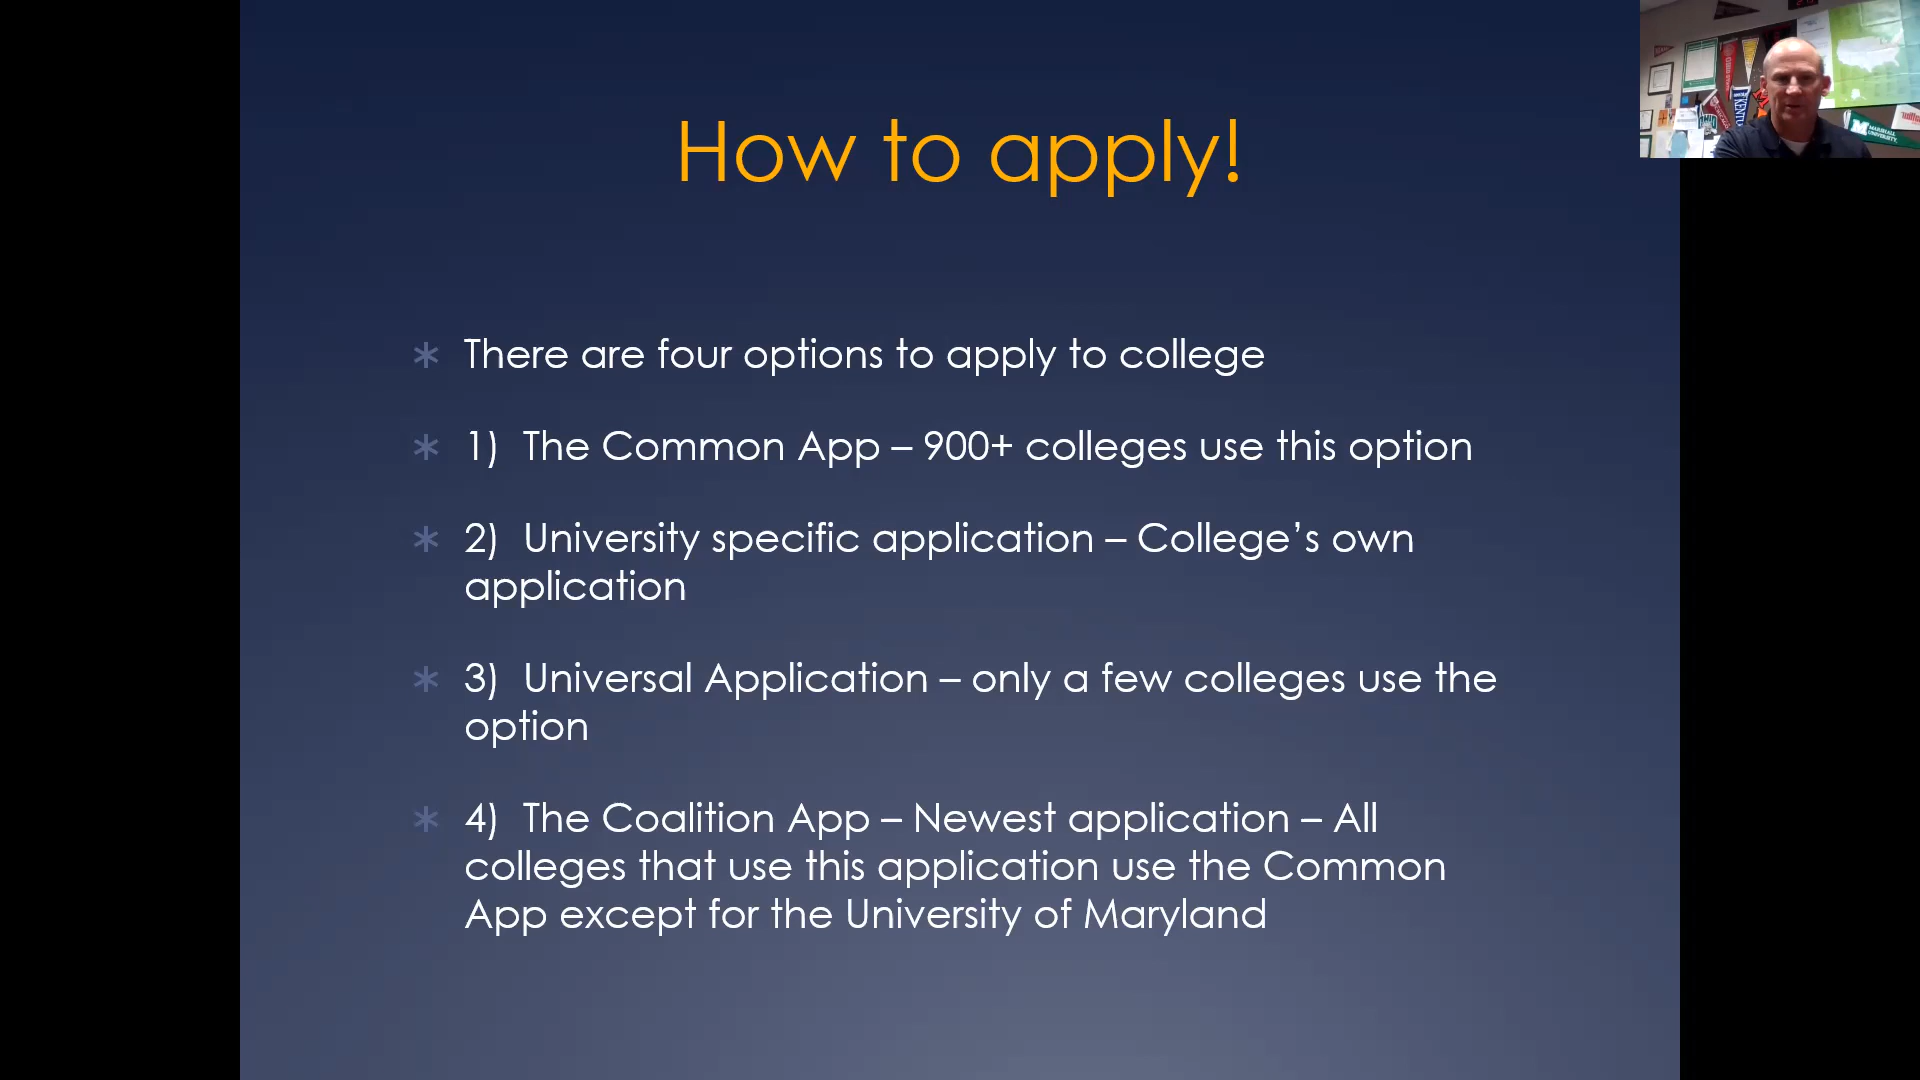 How to apply!
There are four options to apply to college
1) The Common App – 900+ colleges use this option
2) University specific application – College’s own
application
3) Universal Application – only a few colleges use the
option
4) The Coalition App – Newest application – All
colleges that use this application use the Common
App except for the University of Maryland
OHIO
MARSHALL
UNIVERSITY